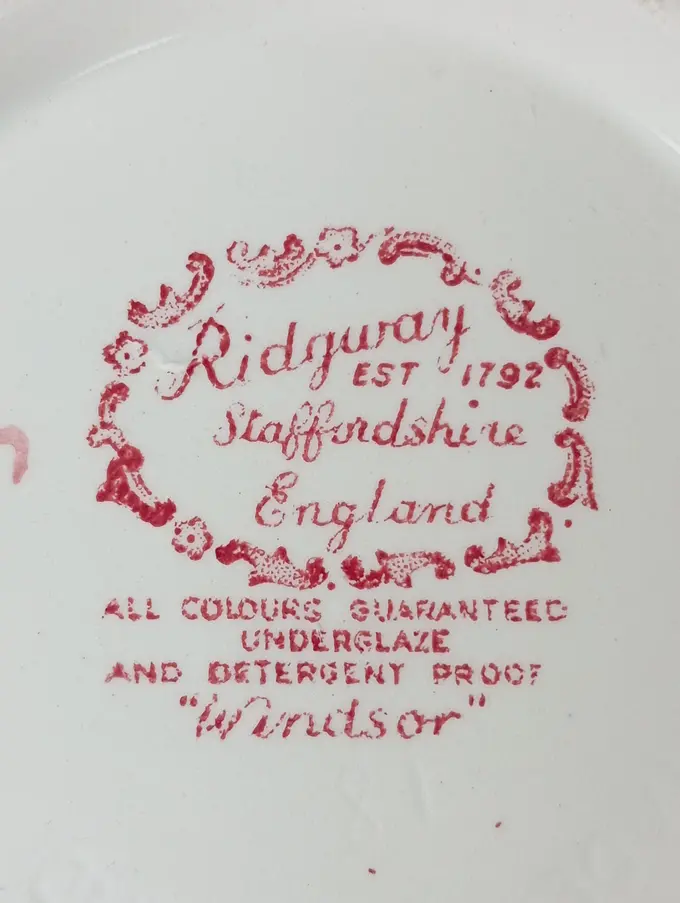 Ridgway
EST 1792
Staffordshire
England
ALL COLOURS GUARANTEED
UNDERGLAZE
AND DETERGENT PROOF
"Windsor"